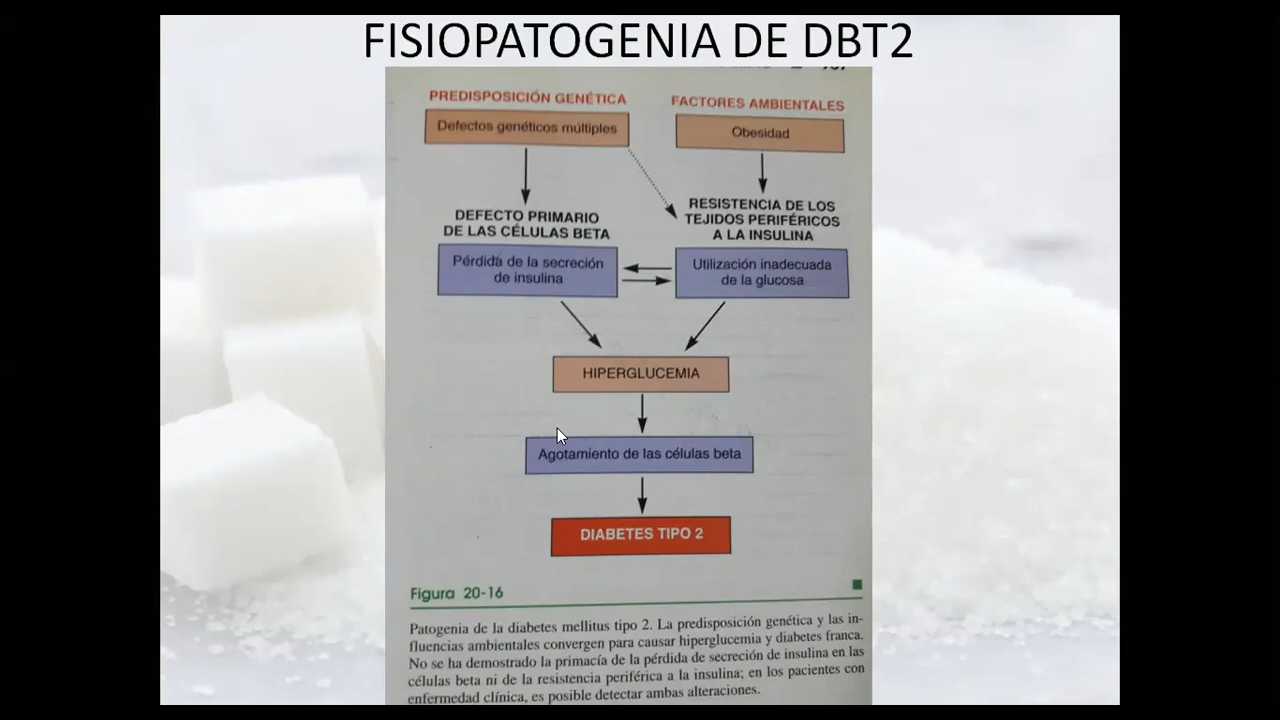 FISIOPATOGENIA DE DBT2
PREDISPOSICIÓN GENÉTICA
FACTORES AMBIENTALES
Defectos genéticos múltiples
Obesidad
DEFECTO PRIMARIO
DE LAS CÉLULAS BETA
RESISTENCIA DE LOS
TEJIDOS PERIFÉRICOS
A LA INSULINA
Pérdida de la secreción
de insulina
Utilización inadecuada
de la glucosa
HIPERGLUCEMIA
Agotamiento de las células beta
DIABETES TIPO 2
Figura 20-16
Patogenia de la diabetes mellitus tipo 2. La predisposición genética y las in-
fluencias ambientales convergen para causar hiperglucemia y diabetes franca.
No se ha demostrado la primacía de la pérdida de secreción de insulina en las
células beta ni de la resistencia periférica a la insulina; en los pacientes con
enfermedad clínica, es posible detectar ambas alteraciones.